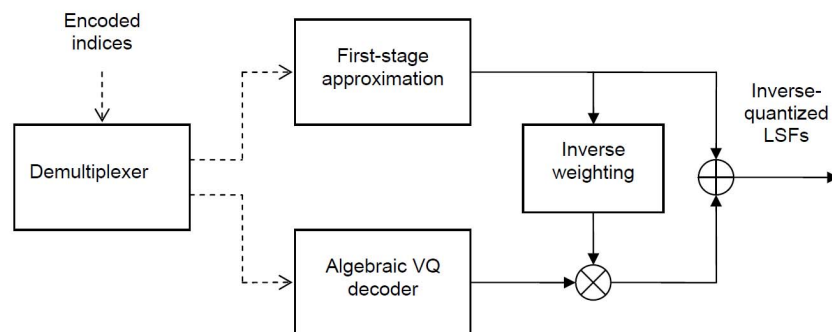 Encoded
indices
First-stage
approximation
Inverse-
quantized
LSFs
Demultiplexer
Inverse
weighting
Algebraic VQ
decoder